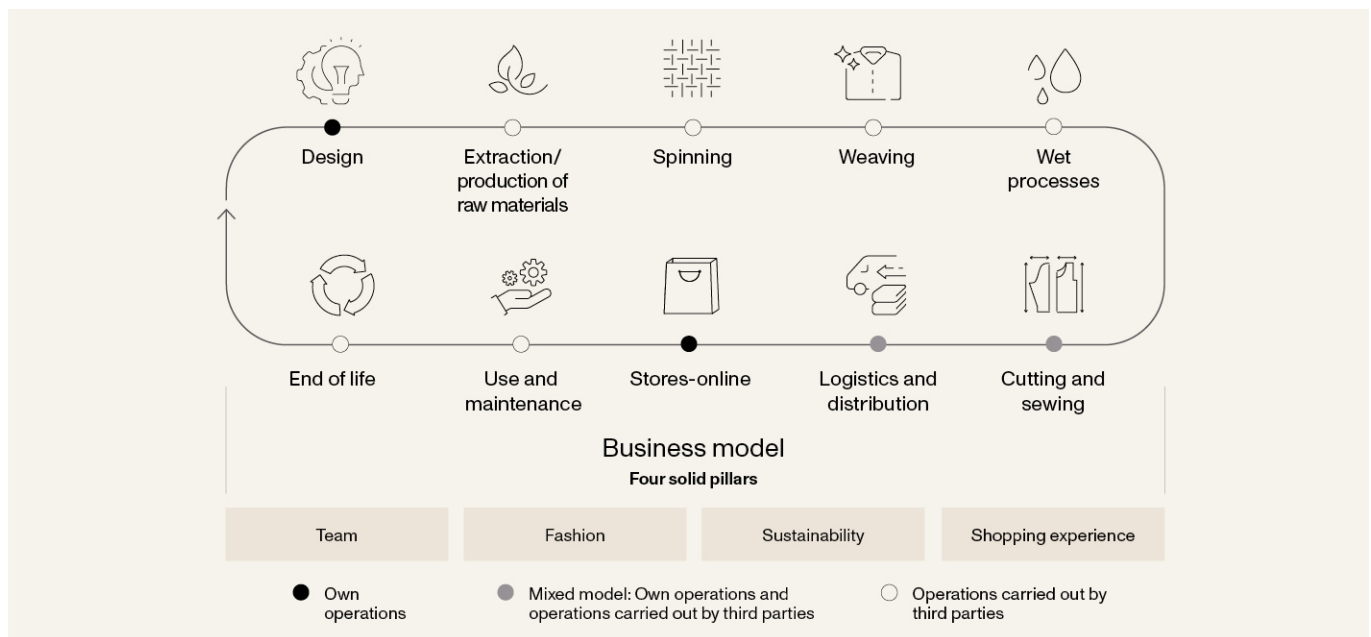 Design
Extraction/
production of
raw materials
Spinning
Weaving
Wet
processes
End of life
Use and
maintenance
Stores-online
Logistics and
distribution
Cutting and
sewing
Business model
Four solid pillars
Team
Fashion
Sustainability
Shopping experience
Own
operations
Mixed model: Own operations and
operations carried out by third parties
Operations carried out by
third parties